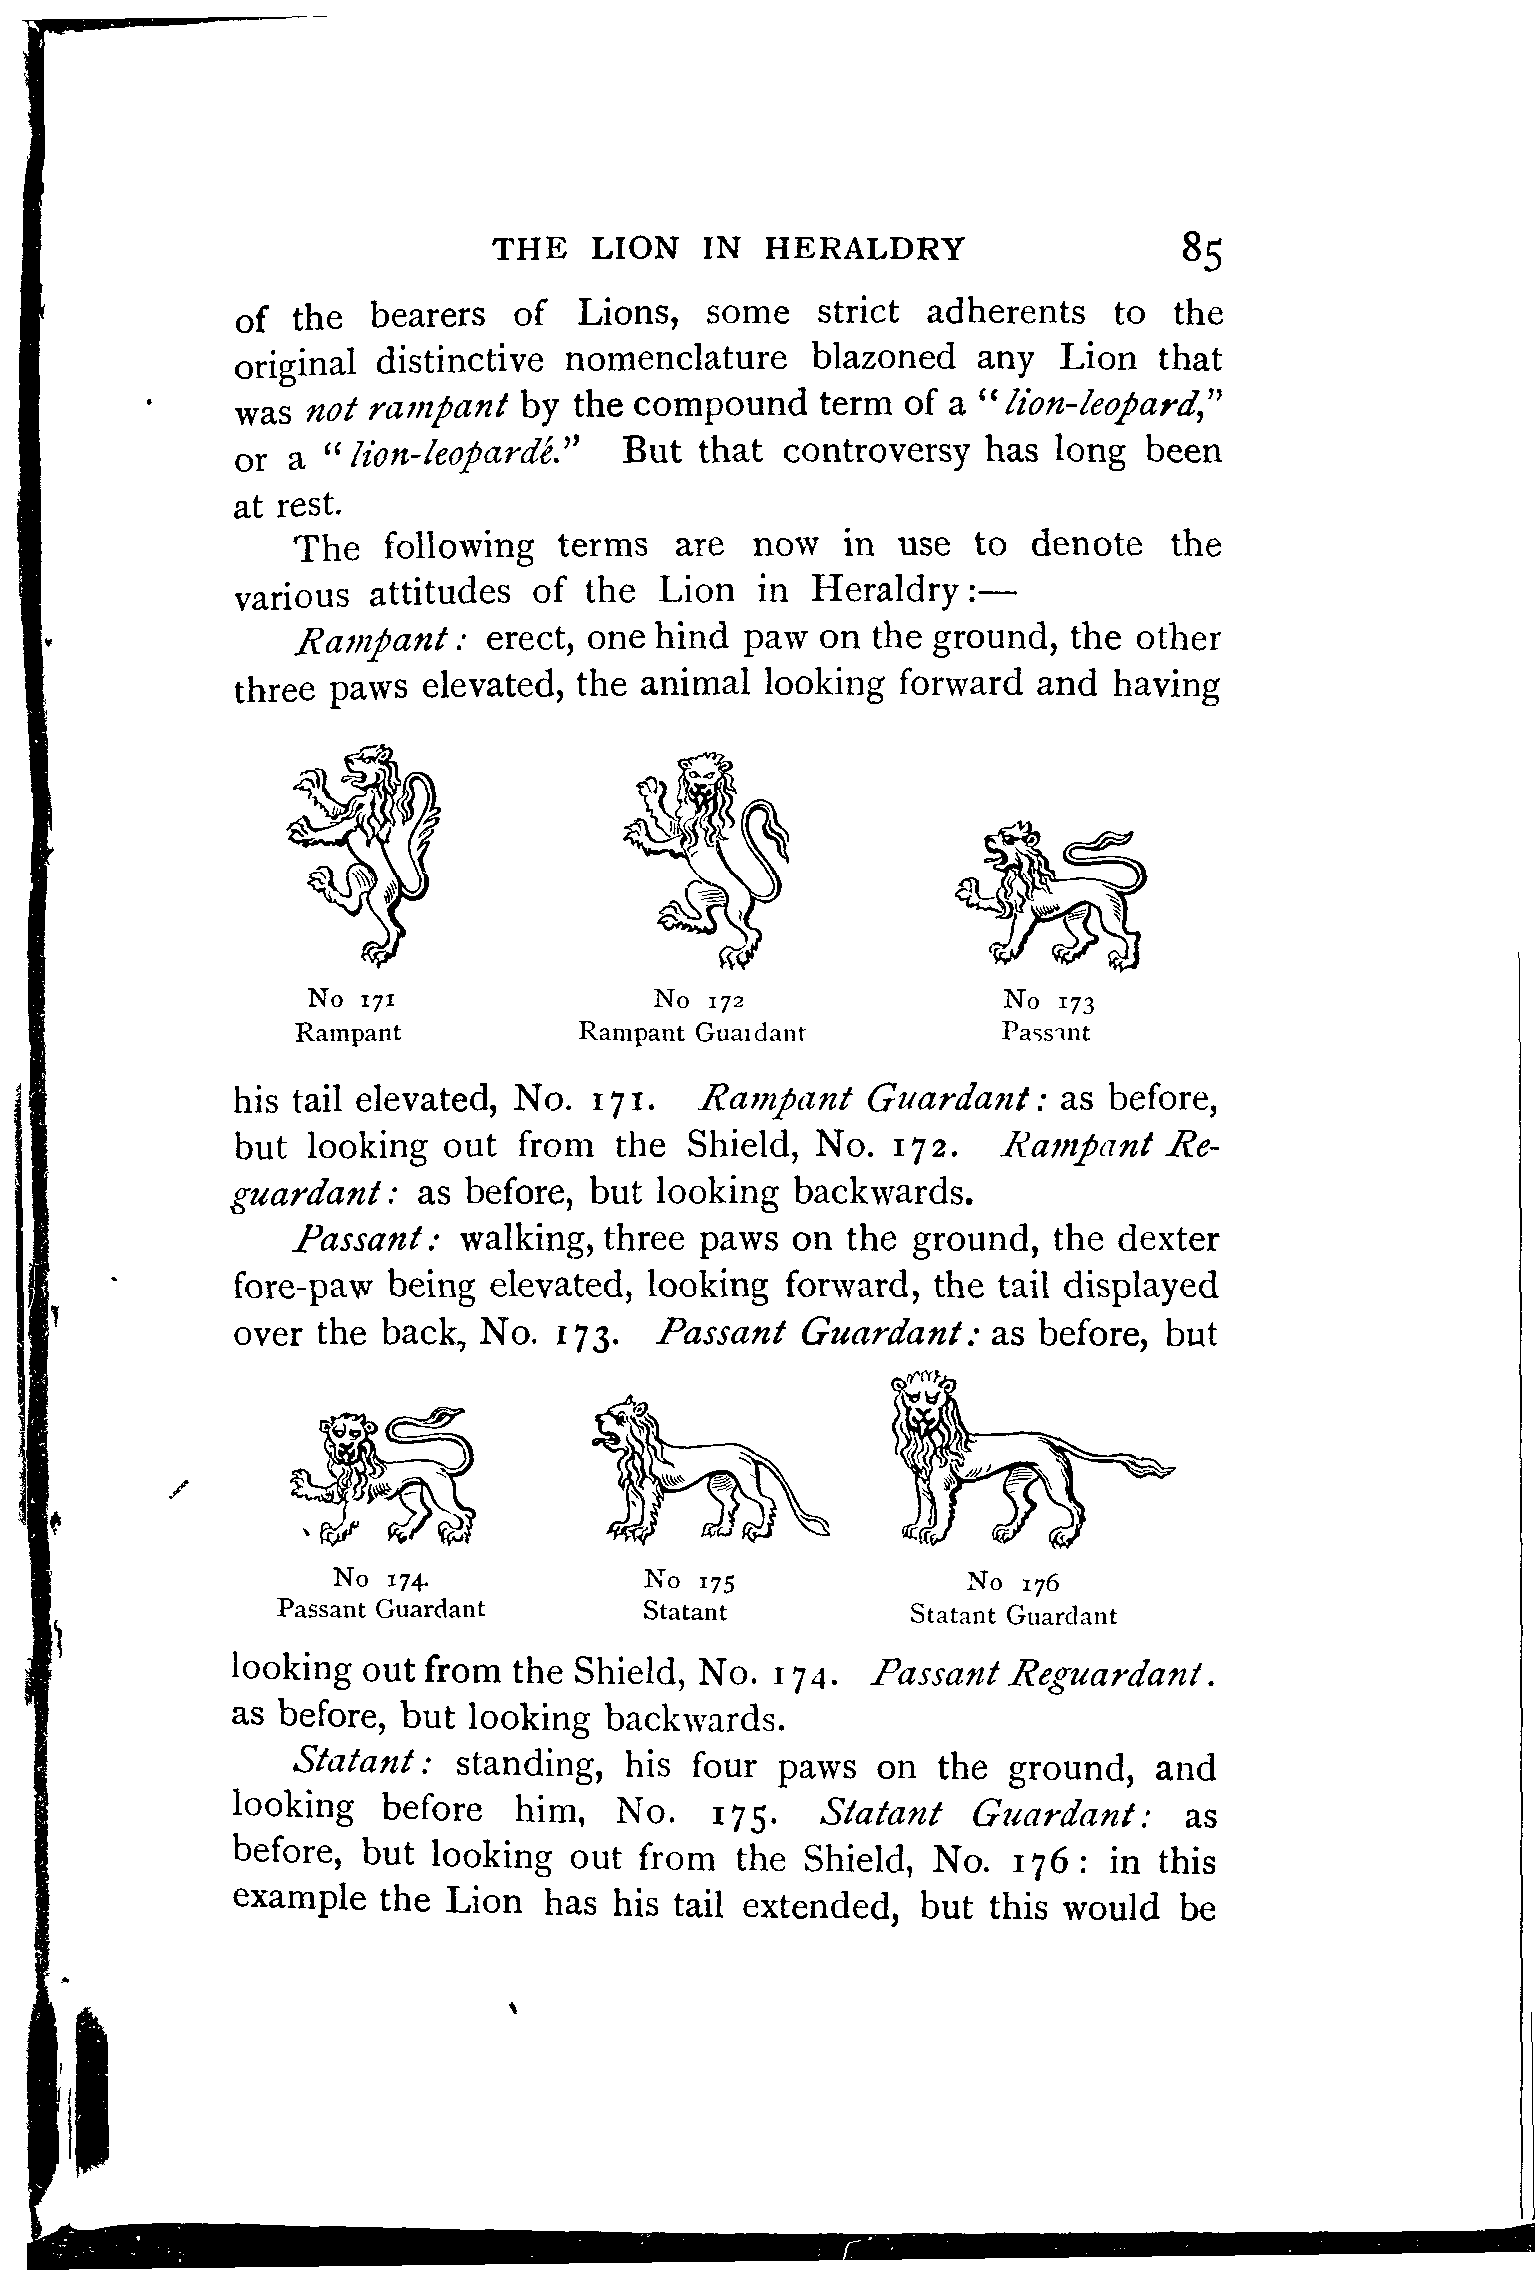 THE LION IN HERALDRY 85
of the bearers of Lions, some strict adherents to the
original distinctive nomenclature blazoned any Lion that
was not rampant by the compound term of a “lion-leopard,”
or a “lion-leopardé.” But that controversy has long been
at rest.
The following terms are now in use to denote the
various attitudes of the Lion in Heraldry:—
Rampant: erect, one hind paw on the ground, the other
three paws elevated, the animal looking forward and having
No 171 No 172 No 173
Rampant Rampant Guardant Passant
his tail elevated, No. 171. Rampant Guardant: as before,
but looking out from the Shield, No. 172. Rampant Re-
guardant: as before, but looking backwards.
Passant: walking, three paws on the ground, the dexter
fore-paw being elevated, looking forward, the tail displayed
over the back, No. 173. Passant Guardant: as before, but
No 174. No 175 No 176
Passant Guardant Statant Statant Guardant
looking out from the Shield, No. 174. Passant Reguardant.
as before, but looking backwards.
Statant: standing, his four paws on the ground, and
looking before him, No. 175. Statant Guardant: as
before, but looking out from the Shield, No. 176: in this
example the Lion has his tail extended, but this would be